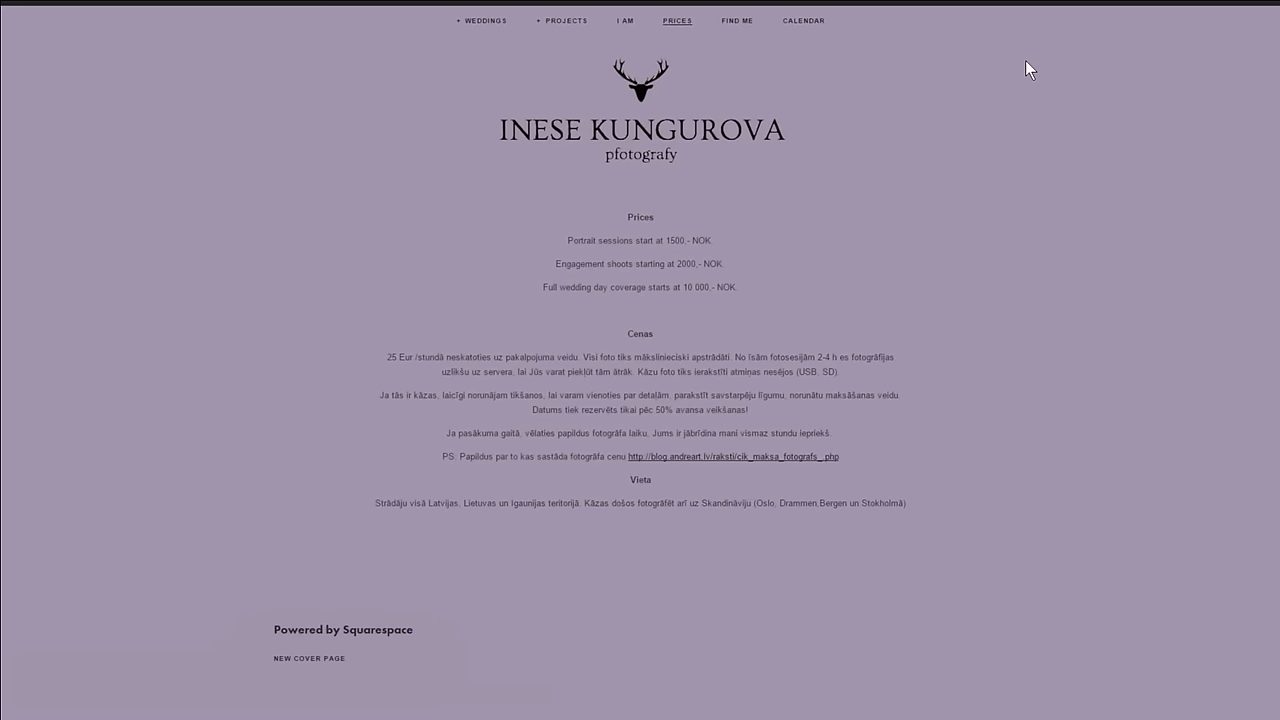 + WEDDINGS + PROJECTS I AM PRICES FIND ME CALENDAR
INESE KUNGUROVA
pfotografy
Prices
Portrait sessions start at 1500,- NOK.
Engagement shoots starting at 2000,- NOK.
Full wedding day coverage starts at 10 000,- NOK.
Cenas
25 Eur /stundā neskatoties uz pakalpojuma veidu. Visi foto tiks mākslinieciski apstrādāti. No īsām fotosesijām 2-4 h es fotogrāfijas
uzlikšu uz servera, lai Jūs varat piekļūt tām ātrāk. Kāzu foto tiks ierakstīti atmiņas nesējos (USB, SD).
Ja tās ir kāzas, laicīgi norunājam tikšanos, lai varam vienoties par detaļām, parakstīt savstarpēju līgumu, norunātu maksāšanas veidu.
Datums tiek rezervēts tikai pēc 50% avansa veikšanas!
Ja pasākuma gaitā, vēlaties papildus fotogrāfa laiku, Jums ir jābrīdina mani vismaz stundu iepriekš.
PS. Papildus par to kas sastāda fotogrāfa cenu http://blog.andreart.lv/raksti/cik_maksa_fotografs_.php
Vieta
Strādāju visā Latvijas, Lietuvas un Igaunijas teritorijā. Kāzas došos fotogrāfēt arī uz Skandināviju (Oslo, Drammen,Bergen un Stokholmā)
Powered by Squarespace
NEW COVER PAGE